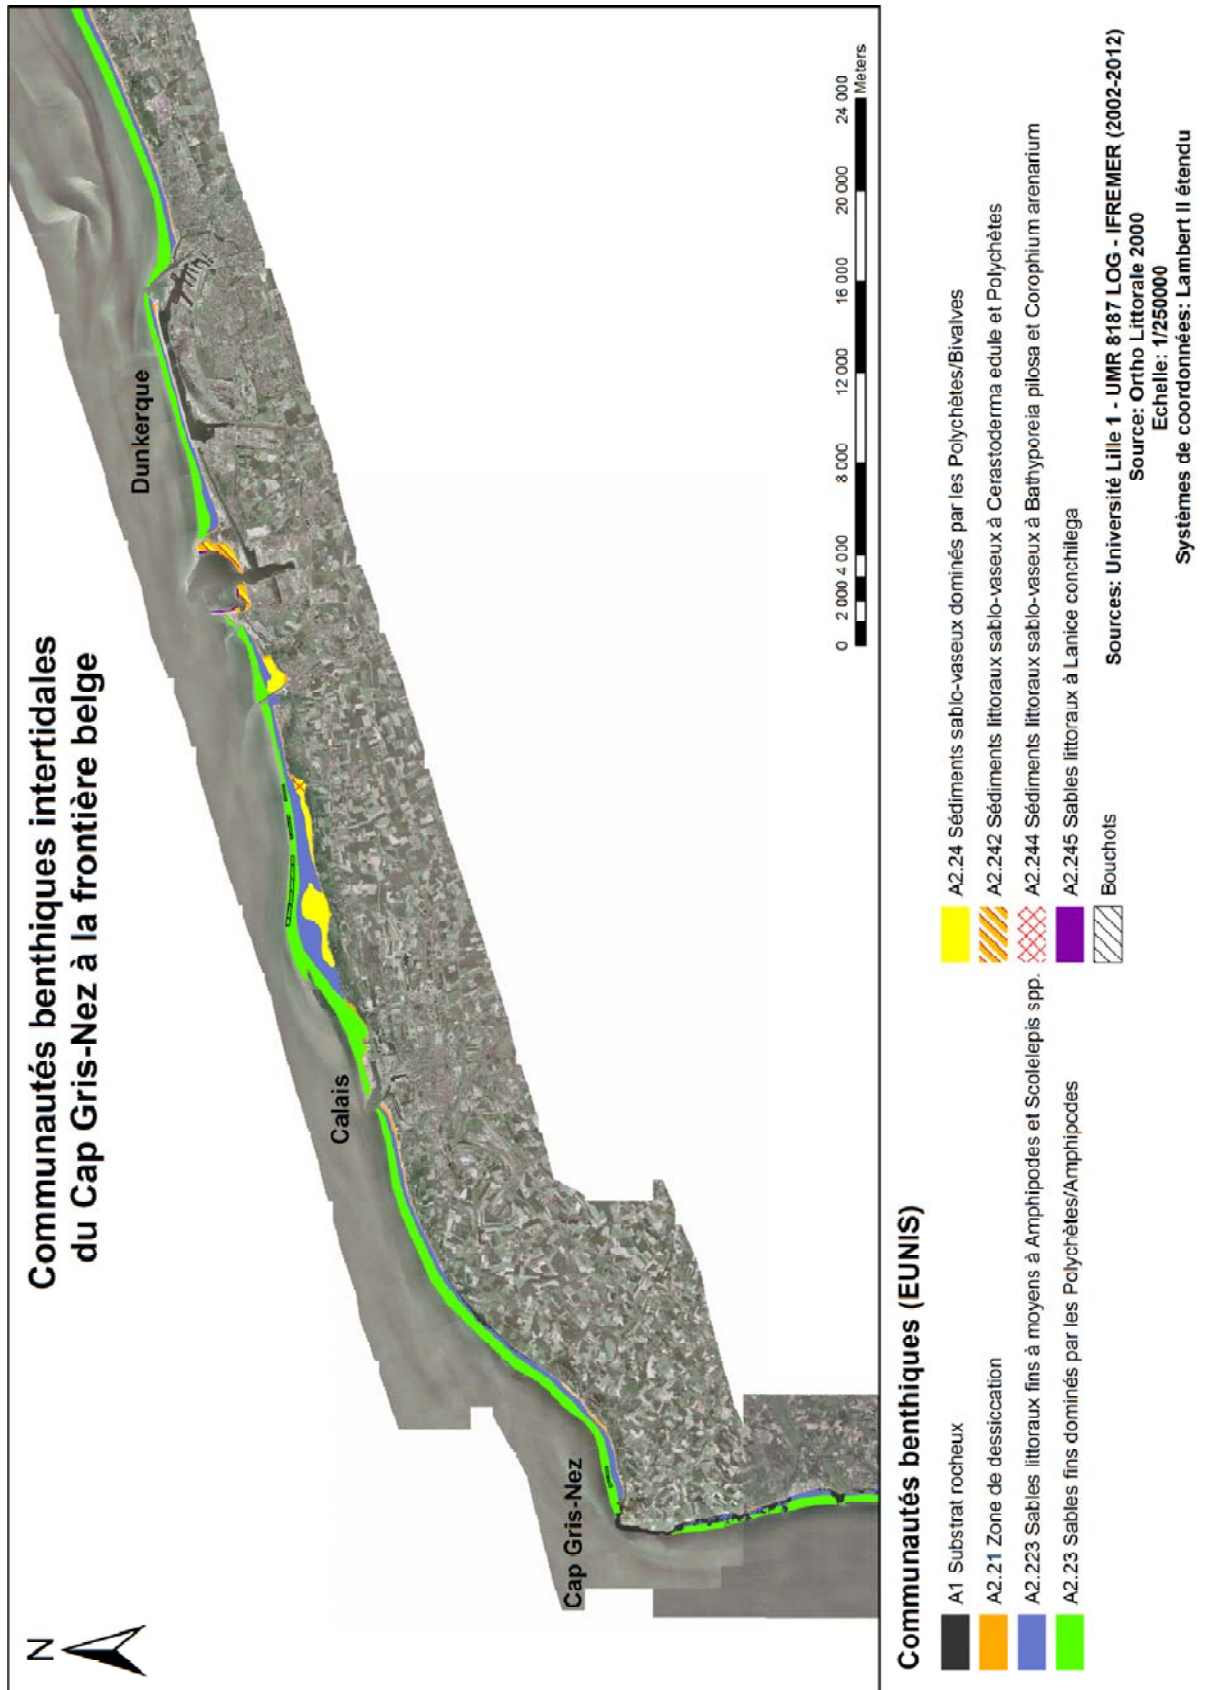 Communautés benthiques intertidales
du Cap Gris-Nez à la frontière belge
N
Cap Gris-Nez
Calais
Dunkerque
0 2 000 4 000 8 000 12 000 16 000 20 000 24 000
Meters
Communautés benthiques (EUNIS)
A1 Substrat rocheux
A2.21 Zone de dessiccation
A2.223 Sables littoraux fins à moyens à Amphipodes et Scolelepis spp.
A2.23 Sables fins dominés par les Polychètes/Amphipodes
A2.24 Sédiments sablo-vaseux dominés par les Polychètes/Bivalves
A2.242 Sédiments littoraux sablo-vaseux à Cerastoderma edule et Polychètes
A2.244 Sédiments littoraux sablo-vaseux à Bathyporeia pilosa et Corophium arenarium
A2.245 Sables littoraux à Lanice conchilega
Bouchots
Sources: Université Lille 1 - UMR 8187 LOG - IFREMER (2002-2012)
Source: Ortho Littorale 2000
Echelle: 1/250000
Systèmes de coordonnées: Lambert II étendu